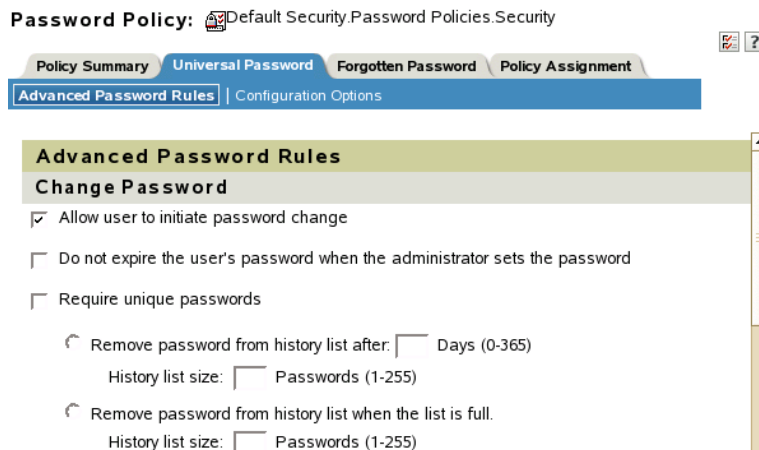 Password Policy: Default Security.Password Policies.Security
?
Policy Summary Universal Password Forgotten Password Policy Assignment
Advanced Password Rules | Configuration Options
Advanced Password Rules
Change Password
Allow user to initiate password change
Do not expire the user's password when the administrator sets the password
Require unique passwords
Remove password from history list after: Days (0-365)
History list size: Passwords (1-255)
Remove password from history list when the list is full.
History list size: Passwords (1-255)